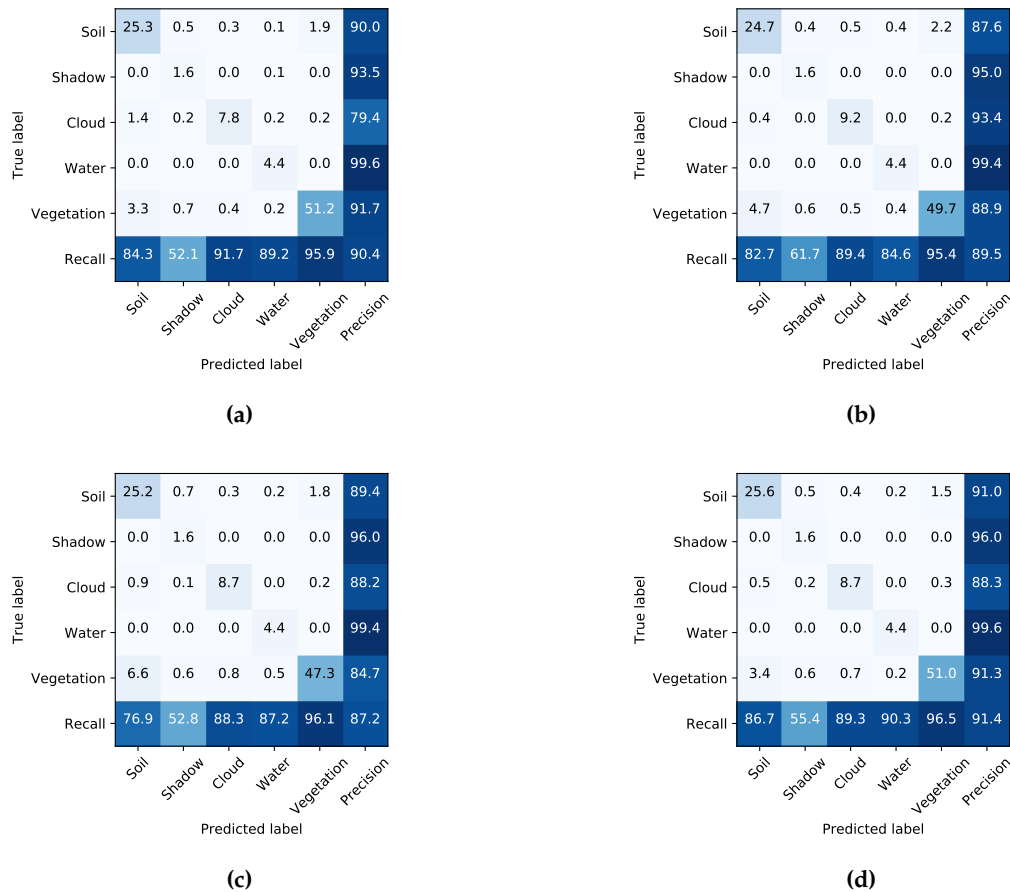 Soil 25.3 0.5 0.3 0.1 1.9 90.0
Shadow 0.0 1.6 0.0 0.1 0.0 93.5
Cloud 1.4 0.2 7.8 0.2 0.2 79.4
Water 0.0 0.0 0.0 4.4 0.0 99.6
Vegetation 3.3 0.7 0.4 0.2 51.2 91.7
Recall 84.3 52.1 91.7 89.2 95.9 90.4
True label
Soil Shadow Cloud Water Vegetation Precision
Predicted label
(a)
Soil 24.7 0.4 0.5 0.4 2.2 87.6
Shadow 0.0 1.6 0.0 0.0 0.0 95.0
Cloud 0.4 0.0 9.2 0.0 0.2 93.4
Water 0.0 0.0 0.0 4.4 0.0 99.4
Vegetation 4.7 0.6 0.5 0.4 49.7 88.9
Recall 82.7 61.7 89.4 84.6 95.4 89.5
True label
Soil Shadow Cloud Water Vegetation Precision
Predicted label
(b)
Soil 25.2 0.7 0.3 0.2 1.8 89.4
Shadow 0.0 1.6 0.0 0.0 0.0 96.0
Cloud 0.9 0.1 8.7 0.0 0.2 88.2
Water 0.0 0.0 0.0 4.4 0.0 99.4
Vegetation 6.6 0.6 0.8 0.5 47.3 84.7
Recall 76.9 52.8 88.3 87.2 96.1 87.2
True label
Soil Shadow Cloud Water Vegetation Precision
Predicted label
(c)
Soil 25.6 0.5 0.4 0.2 1.5 91.0
Shadow 0.0 1.6 0.0 0.0 0.0 96.0
Cloud 0.5 0.2 8.7 0.0 0.3 88.3
Water 0.0 0.0 0.0 4.4 0.0 99.6
Vegetation 3.4 0.6 0.7 0.2 51.0 91.3
Recall 86.7 55.4 89.3 90.3 96.5 91.4
True label
Soil Shadow Cloud Water Vegetation Precision
Predicted label
(d)